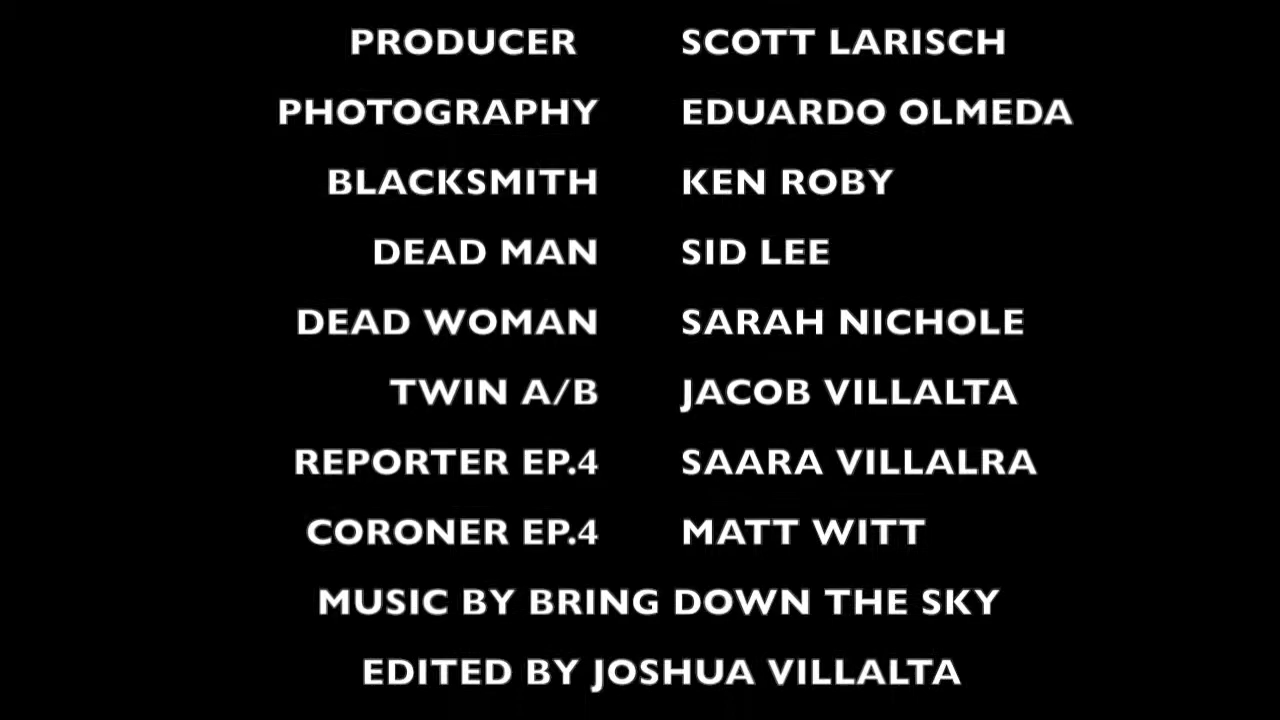 PRODUCER SCOTT LARISCH
PHOTOGRAPHY EDUARDO OLMEDA
BLACKSMITH KEN ROBY
DEAD MAN SID LEE
DEAD WOMAN SARAH NICHOLE
TWIN A/B JACOB VILLALTA
REPORTER EP.4 SAARA VILLALRA
CORONER EP.4 MATT WITT
MUSIC BY BRING DOWN THE SKY
EDITED BY JOSHUA VILLALTA